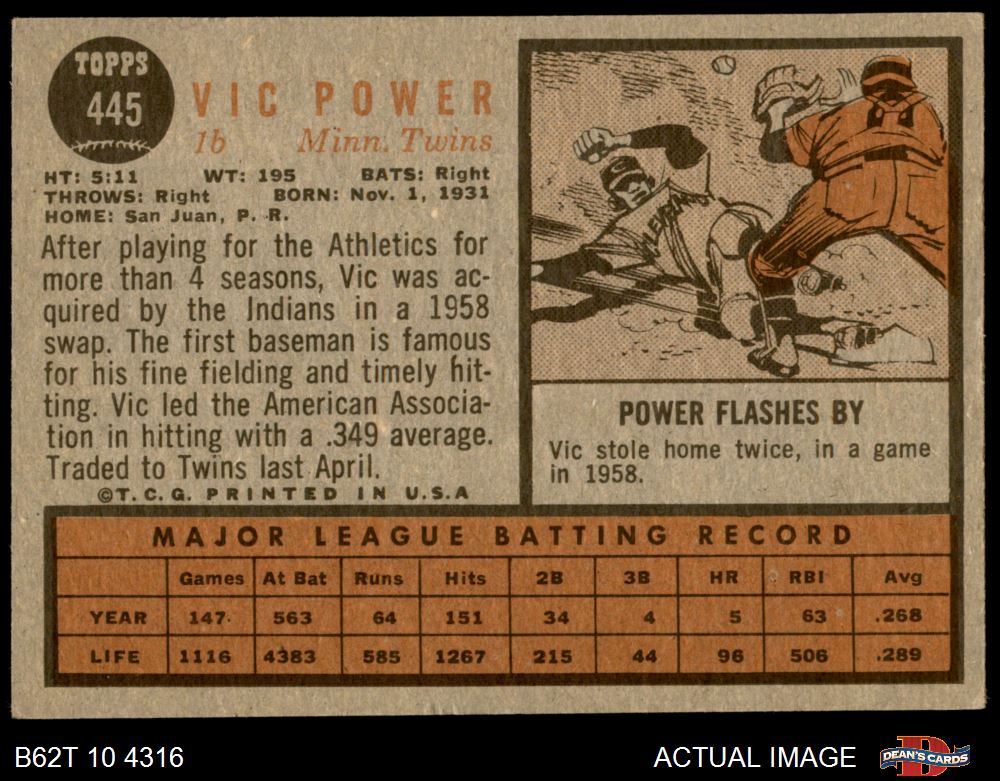 TOPPS
445
VIC POWER
1b Minn. Twins
HT: 5:11 WT: 195 BATS: Right
THROWS: Right BORN: Nov. 1, 1931
HOME: San Juan, P. R.
After playing for the Athletics for
more than 4 seasons, Vic was ac-
quired by the Indians in a 1958
swap. The first baseman is famous
for his fine fielding and timely hit-
ting. Vic led the American Associa-
tion in hitting with a .349 average.
Traded to Twins last April.
©T.C.G. PRINTED IN U.S.A
POWER FLASHES BY
Vic stole home twice, in a game
in 1958.
MAJOR LEAGUE BATTING RECORD
Games At Bat Runs Hits 2B 3B HR RBI Avg
YEAR 147 563 64 151 34 4 5 63 .268
LIFE 1116 4383 585 1267 215 44 96 506 .289
B62T 10 4316
ACTUAL IMAGE
DEAN'S CARDS